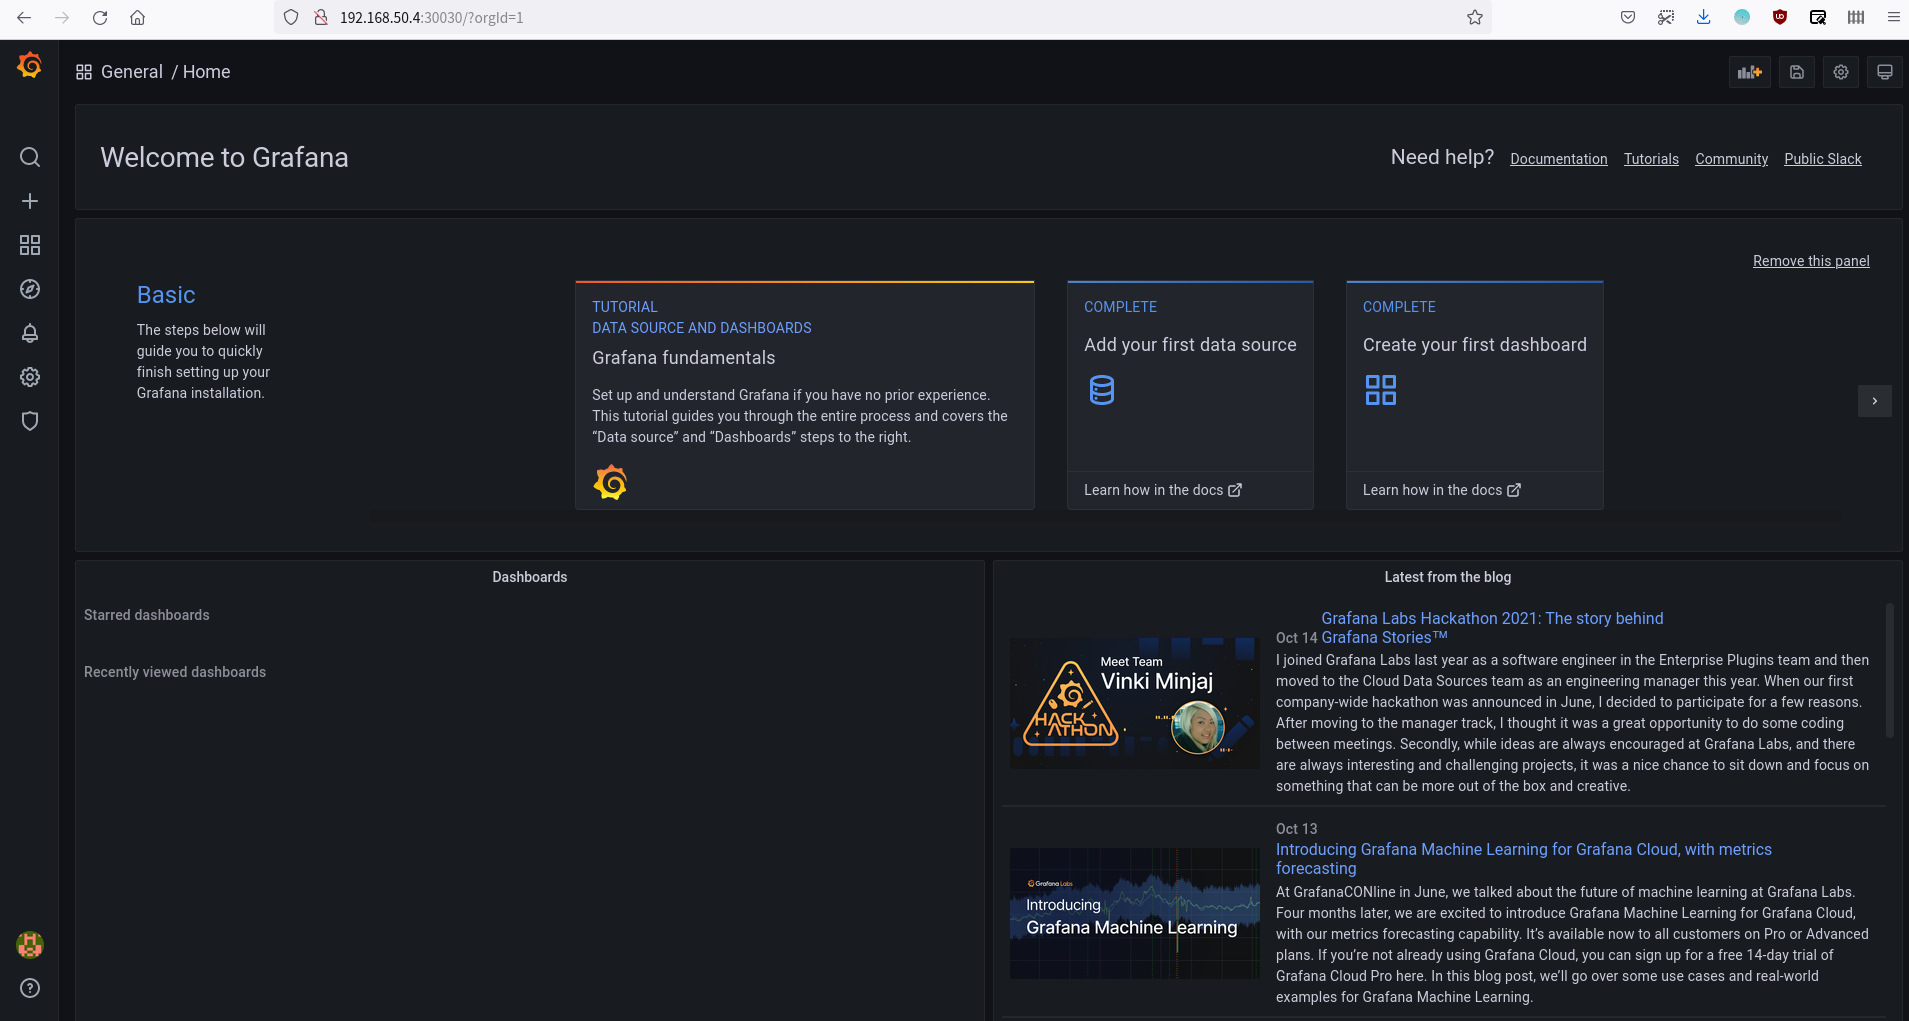 192.168.50.4:30030/?orgId=1
General / Home
Welcome to Grafana
Need help? Documentation Tutorials Community Public Slack
Remove this panel
Basic
The steps below will
guide you to quickly
finish setting up your
Grafana installation.
TUTORIAL
DATA SOURCE AND DASHBOARDS
Grafana fundamentals
Set up and understand Grafana if you have no prior experience.
This tutorial guides you through the entire process and covers the
“Data source” and “Dashboards” steps to the right.
COMPLETE
Add your first data source
Learn how in the docs
COMPLETE
Create your first dashboard
Learn how in the docs
Dashboards
Starred dashboards
Recently viewed dashboards
Latest from the blog
Meet Team
Vinki Minjaj
HACK
ATHON
Grafana Labs Hackathon 2021: The story behind
Oct 14 Grafana Stories™
I joined Grafana Labs last year as a software engineer in the Enterprise Plugins team and then
moved to the Cloud Data Sources team as an engineering manager this year. When our first
company-wide hackathon was announced in June, I decided to participate for a few reasons.
After moving to the manager track, I thought it was a great opportunity to do some coding
between meetings. Secondly, while ideas are always encouraged at Grafana Labs, and there
are always interesting and challenging projects, it was a nice chance to sit down and focus on
something that can be more out of the box and creative.
Grafana Labs
Introducing
Grafana Machine Learning
Oct 13
Introducing Grafana Machine Learning for Grafana Cloud, with metrics
forecasting
At GrafanaCONline in June, we talked about the future of machine learning at Grafana Labs.
Four months later, we are excited to introduce Grafana Machine Learning for Grafana Cloud,
with our metrics forecasting capability. It’s available now to all customers on Pro or Advanced
plans. If you’re not already using Grafana Cloud, you can sign up for a free 14-day trial of
Grafana Cloud Pro here. In this blog post, we’ll go over some use cases and real-world
examples for Grafana Machine Learning.